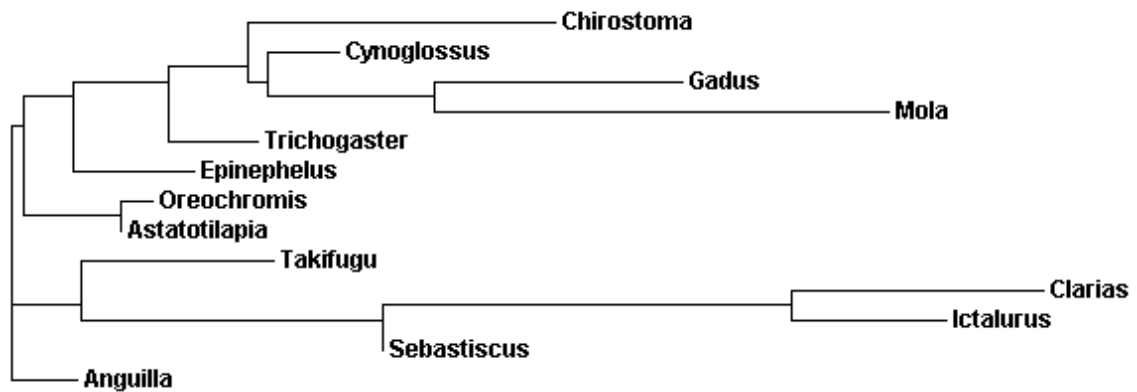 Chirostoma
Cynoglossus
Gadus
Mola
Trichogaster
Epinephelus
Oreochromis
Astatotilapia
Takifugu
Clarias
Ictalurus
Sebastiscus
Anguilla